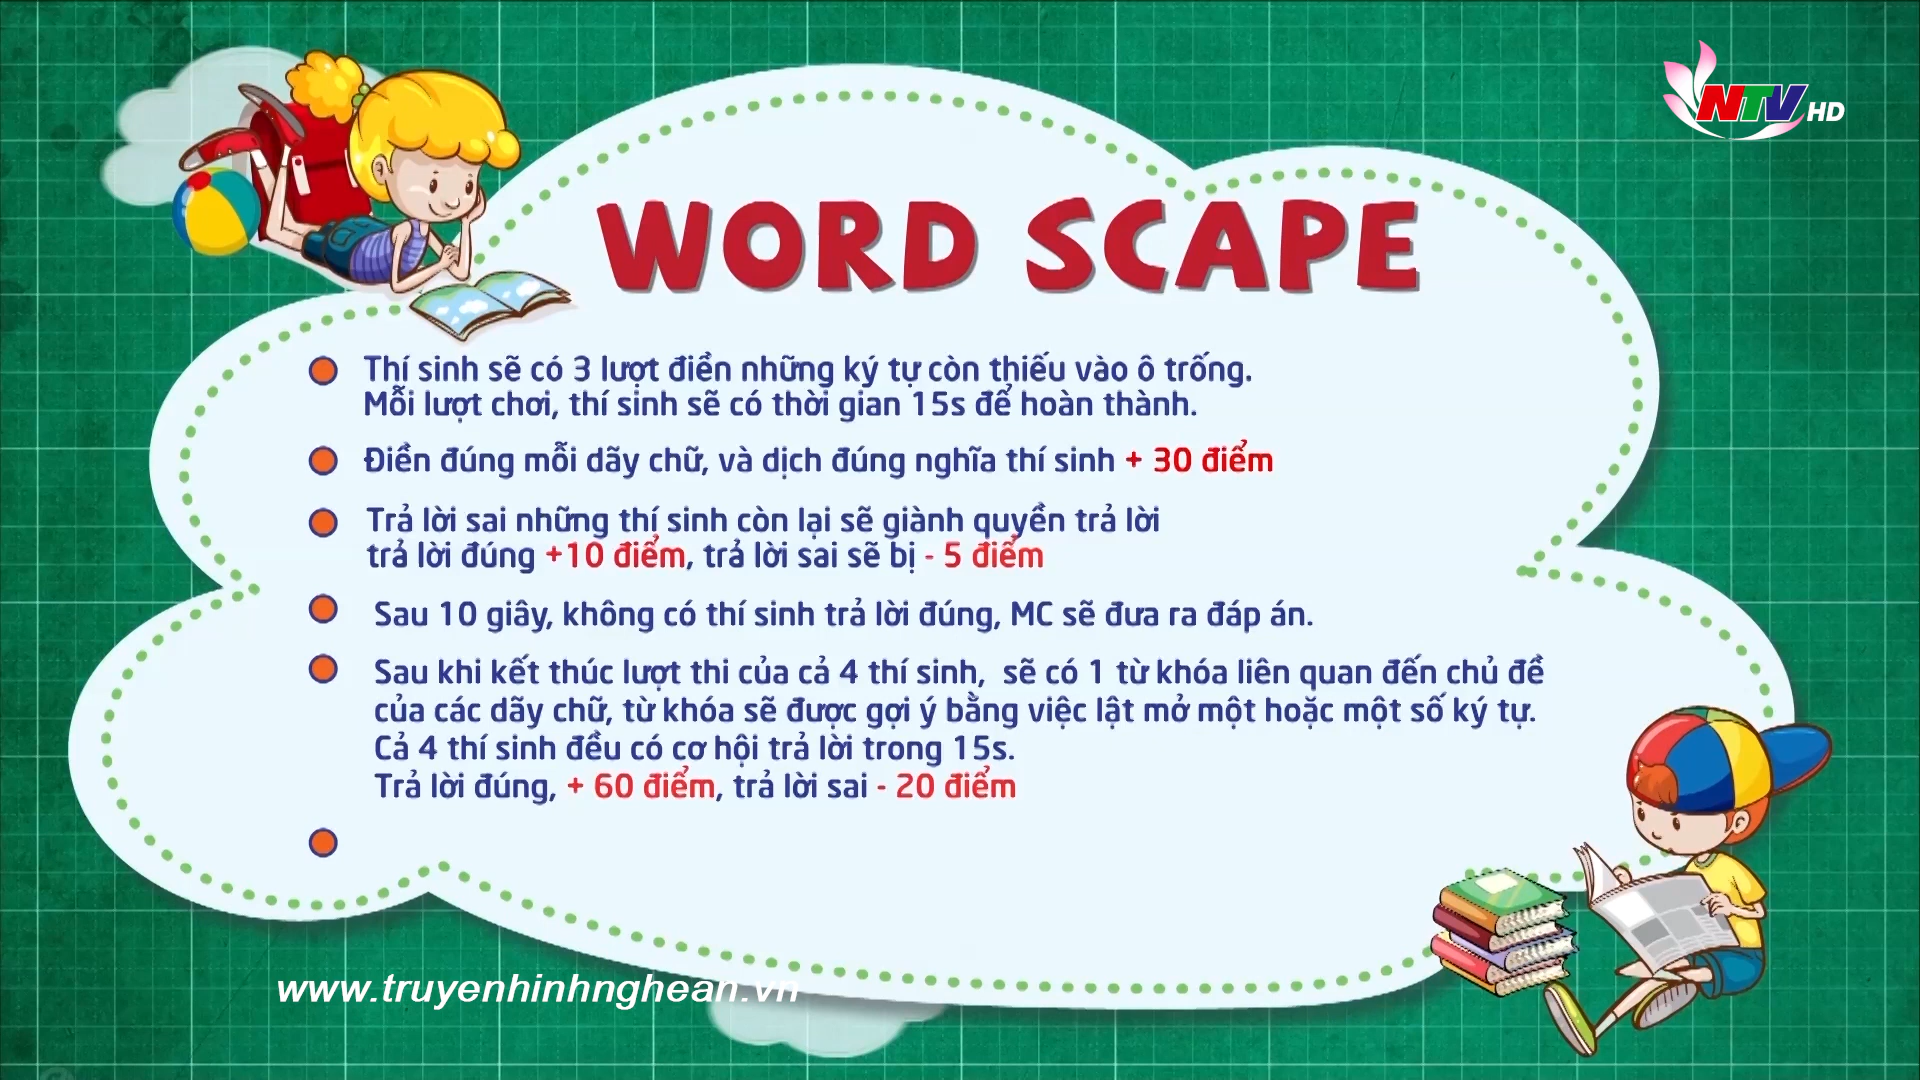 NTV HD
WORD SCAPE
Thí sinh sẽ có 3 lượt điền những ký tự còn thiếu vào ô trống.
Mỗi lượt chơi, thí sinh sẽ có thời gian 15s để hoàn thành.
Điền đúng mỗi dãy chữ, và dịch đúng nghĩa thí sinh + 30 điểm
Trả lời sai những thí sinh còn lại sẽ giành quyền trả lời
trả lời đúng +10 điểm, trả lời sai sẽ bị - 5 điểm
Sau 10 giây, không có thí sinh trả lời đúng, MC sẽ đưa ra đáp án.
Sau khi kết thúc lượt thi của cả 4 thí sinh, sẽ có 1 từ khóa liên quan đến chủ đề
của các dãy chữ, từ khóa sẽ được gợi ý bằng việc lật mở một hoặc một số ký tự.
Cả 4 thí sinh đều có cơ hội trả lời trong 15s.
Trả lời đúng, + 60 điểm, trả lời sai - 20 điểm
www.truyenhinhnghean.vn